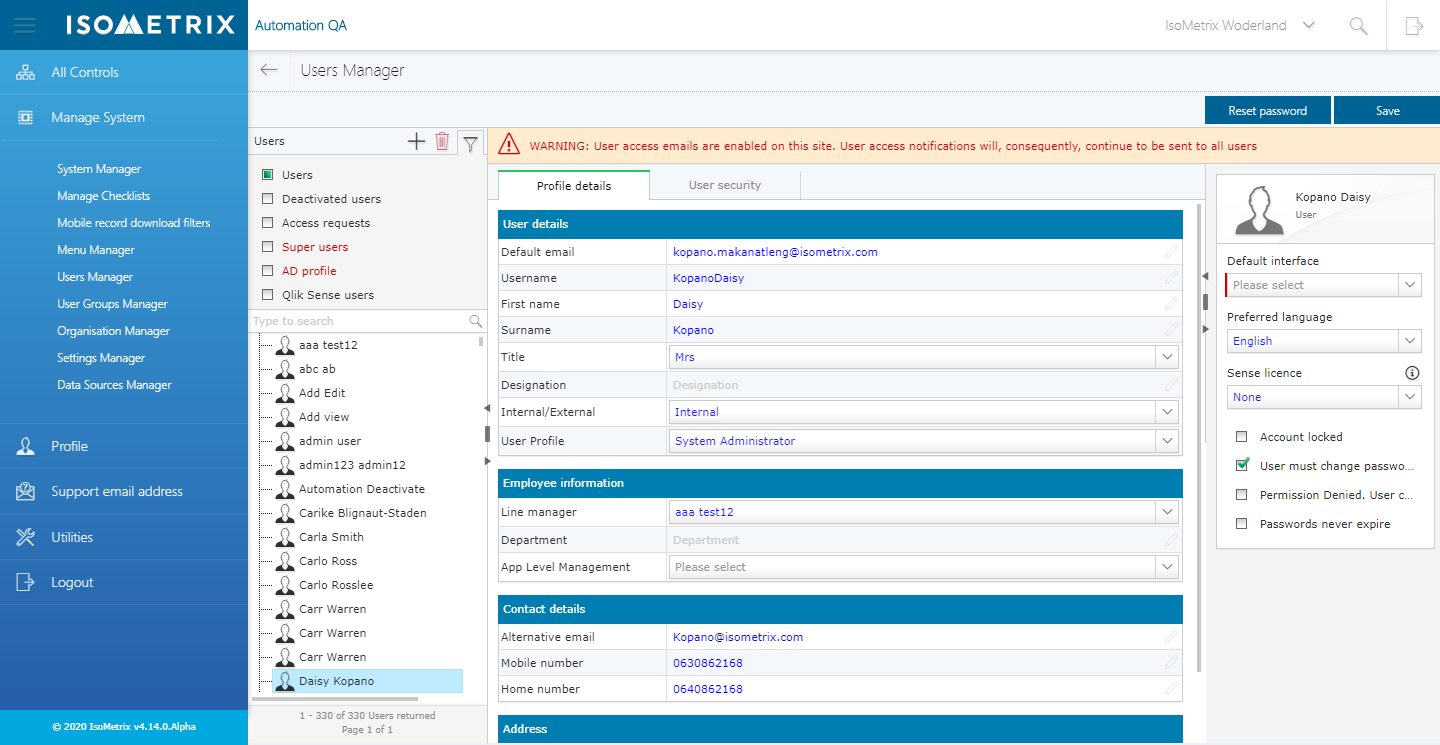 ISOMETRIX
Automation QA
IsoMetrix Woderland
All Controls
Manage System
System Manager
Manage Checklists
Mobile record download filters
Menu Manager
Users Manager
User Groups Manager
Organisation Manager
Settings Manager
Data Sources Manager
Profile
Support email address
Utilities
Logout
© 2020 IsoMetrix v4.14.0.Alpha
Users Manager
Reset password
Save
Users
Users
Deactivated users
Access requests
Super users
AD profile
Qlik Sense users
Type to search
aaa test12
abc ab
Add Edit
Add view
admin user
admin123 admin12
Automation Deactivate
Carike Blignaut-Staden
Carla Smith
Carlo Ross
Carlo Rosslee
Carr Warren
Carr Warren
Carr Warren
Daisy Kopano
1 - 330 of 330 Users returned
Page 1 of 1
WARNING: User access emails are enabled on this site. User access notifications will, consequently, continue to be sent to all users
Profile details
User security
User details
Default email kopano.makanatleng@isometrix.com
Username KopanoDaisy
First name Daisy
Surname Kopano
Title Mrs
Designation Designation
Internal/External Internal
User Profile System Administrator
Employee information
Line manager aaa test12
Department Department
App Level Management Please select
Contact details
Alternative email Kopano@isometrix.com
Mobile number 0630862168
Home number 0640862168
Address
Kopano Daisy
User
Default interface
Please select
Preferred language
English
Sense licence
None
Account locked
User must change passwo...
Permission Denied. User c...
Passwords never expire